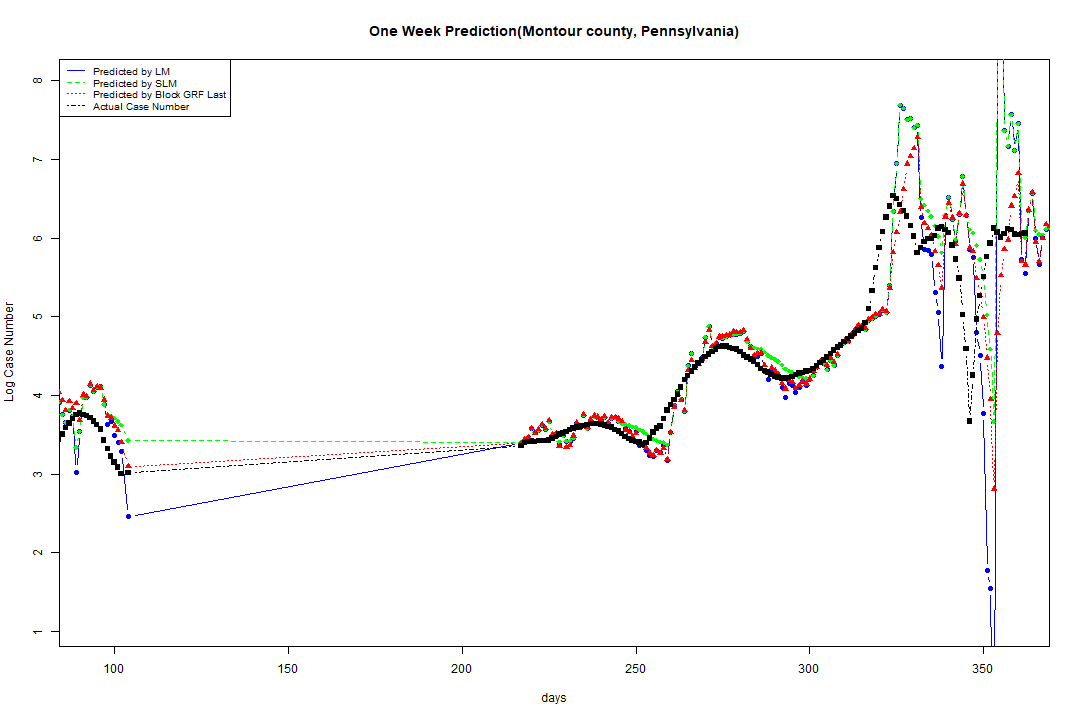 One Week Prediction(Montour county, Pennsylvania)
Predicted by LM
Predicted by SLM
Predicted by Block GRF Last
Actual Case Number
8
7
6
5
4
3
2
1
Log Case Number
100 150 200 250 300 350
days